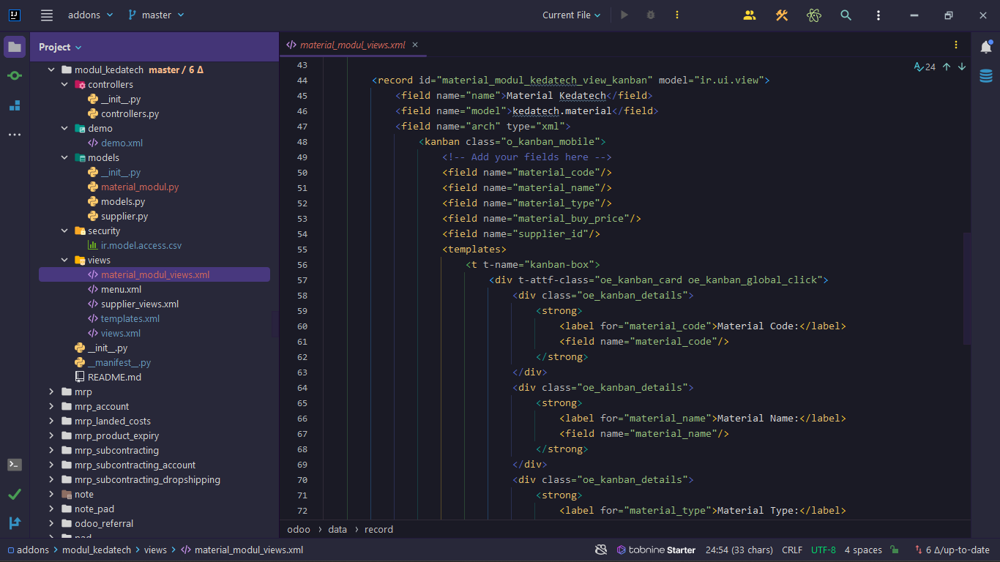 IJ
addons
master
Current File
Project
modul_kedatech master / 6 Δ
controllers
__init__.py
controllers.py
demo
demo.xml
models
__init__.py
material_modul.py
models.py
supplier.py
security
ir.model.access.csv
views
material_modul_views.xml
menu.xml
supplier_views.xml
templates.xml
views.xml
__init__.py
__manifest__.py
README.md
mrp
mrp_account
mrp_landed_costs
mrp_product_expiry
mrp_subcontracting
mrp_subcontracting_account
mrp_subcontracting_dropshipping
note
note_pad
odoo_referral
pad
material_modul_views.xml
24
43
44 <record id="material_modul_kedatech_view_kanban" model="ir.ui.view">
45 <field name="name">Material Kedatech</field>
46 <field name="model">kedatech.material</field>
47 <field name="arch" type="xml">
48 <kanban class="o_kanban_mobile">
49 <!-- Add your fields here -->
50 <field name="material_code"/>
51 <field name="material_name"/>
52 <field name="material_type"/>
53 <field name="material_buy_price"/>
54 <field name="supplier_id"/>
55 <templates>
56 <t t-name="kanban-box">
57 <div t-attf-class="oe_kanban_card oe_kanban_global_click">
58 <div class="oe_kanban_details">
59 <strong>
60 <label for="material_code">Material Code:</label>
61 <field name="material_code"/>
62 </strong>
63 </div>
64 <div class="oe_kanban_details">
65 <strong>
66 <label for="material_name">Material Name:</label>
67 <field name="material_name"/>
68 </strong>
69 </div>
70 <div class="oe_kanban_details">
71 <strong>
72 <label for="material_type">Material Type:</label>
odoo › data › record
addons › modul_kedatech › views › material_modul_views.xml
tabnine Starter
24:54 (33 chars)
CRLF
UTF-8
4 spaces
6 Δ/up-to-date